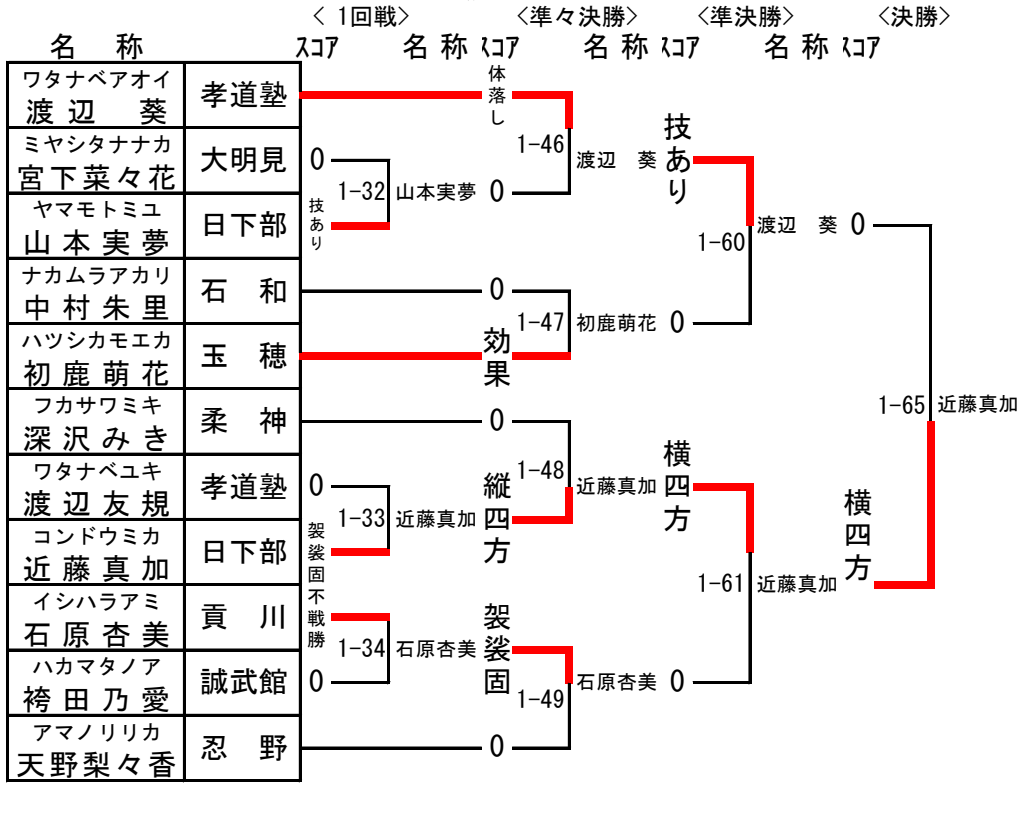 < 1回戦> <準々決勝> <準決勝> <決勝>
名　称 ｽｺｱ 名 称 ｽｺｱ 名 称 ｽｺｱ 名 称 ｽｺｱ
ワタナベアオイ
渡 辺　葵 孝道塾 体落し
1-46 渡辺　葵 技あり
ミヤシタナナカ
宮下菜々花 大明見 0
1-32 山本実夢 0
ヤマモトミユ
山 本 実 夢 日下部 技あり
1-60 渡辺　葵 0
ナカムラアカリ
中 村 朱 里 石　和 0
1-47 初鹿萌花 0
ハツシカモエカ
初 鹿 萌 花 玉　穂 効果
1-65 近藤真加
フカサワミキ
深 沢 み き 柔　神 0
1-48 近藤真加 横四方
ワタナベユキ
渡 辺 友 規 孝道塾 0
1-33 近藤真加 縦四方
コンドウミカ
近 藤 真 加 日下部 袈裟固
1-61 近藤真加 横四方
イシハラアミ
石 原 杏 美 貢　川 不戦勝
1-34 石原杏美 袈裟固
ハカマタノア
袴 田 乃 愛 誠武館 0
1-49 石原杏美 0
アマノリリカ
天野梨々香 忍　野 0